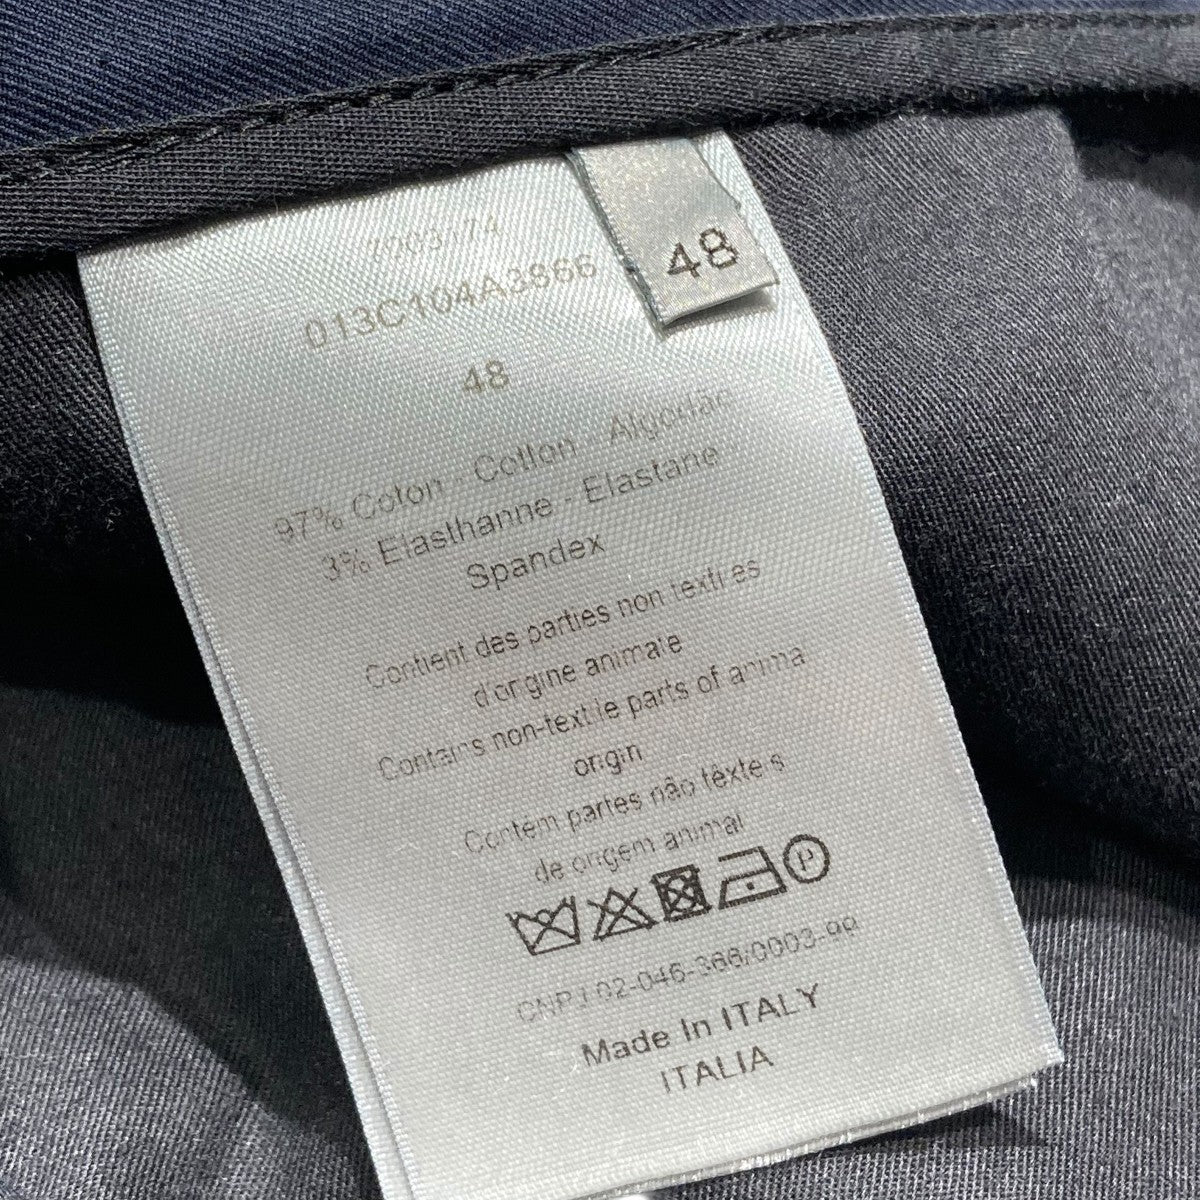 48
013C104A3866
48
97% Coton - Cotton - Algodao
3% Elasthanne - Elastane
Spandex
Contient des parties non textiles
d'origine animale
Contains non-textile parts of animal
origin
Contém partes não têxteis
de origem animal
P
CNPJ 02-046-366/0003-99
Made In ITALY
ITALIA